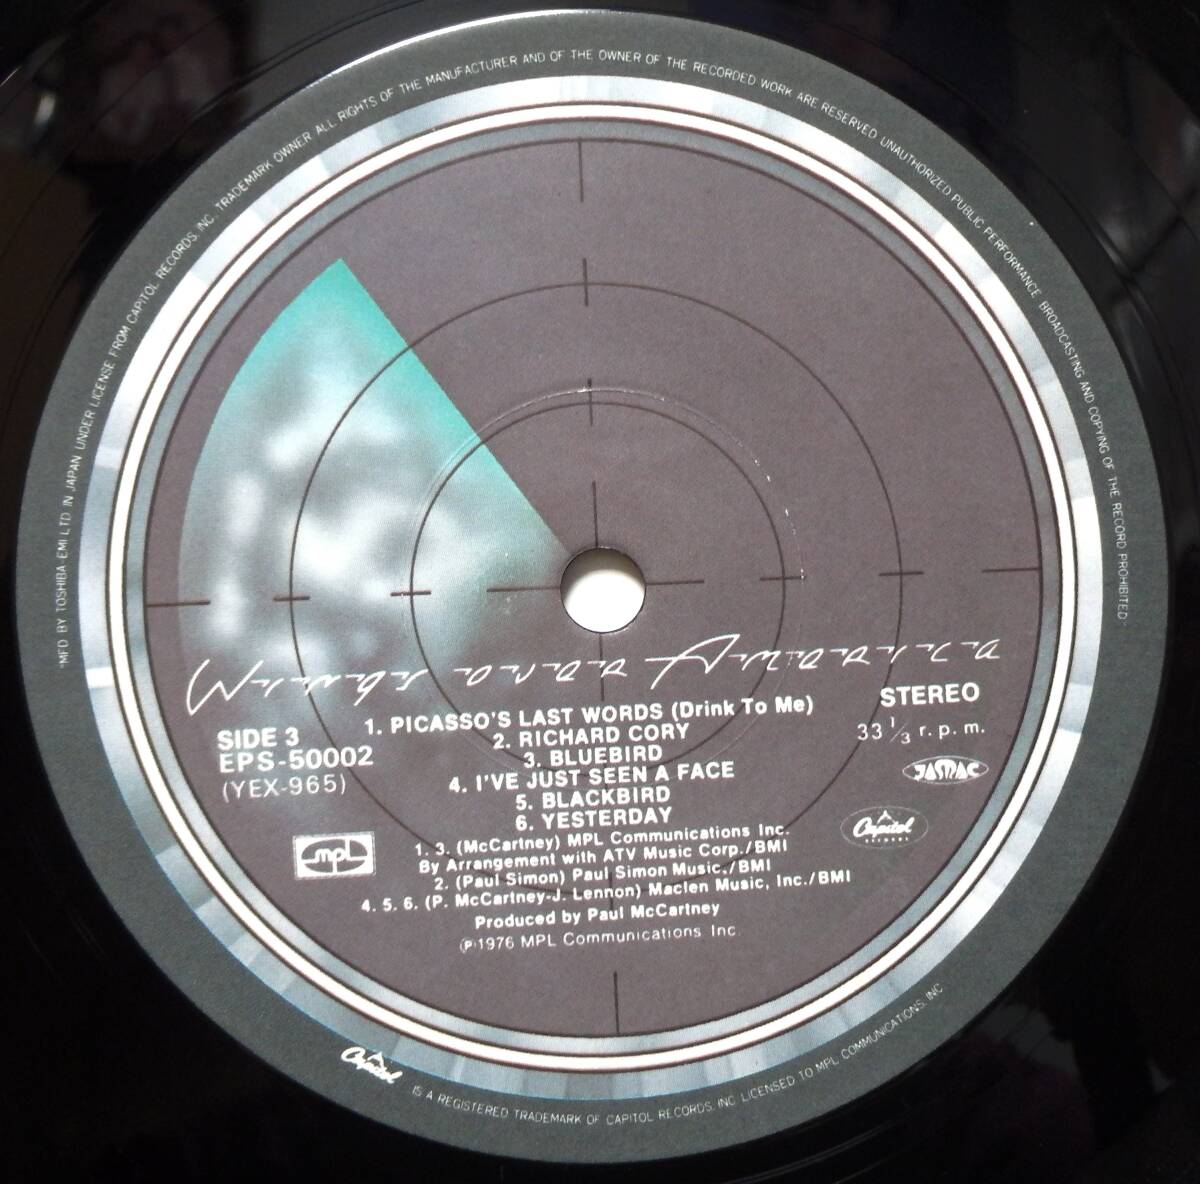 "MFD BY TOSHIBA-EMI LTD IN JAPAN UNDER LICENSE FROM CAPITOL RECORDS, INC. TRADEMARK OWNER ALL RIGHTS OF THE MANUFACTURER AND OF THE OWNER OF THE RECORDED WORK ARE RESERVED UNAUTHORIZED PUBLIC PERFORMANCE BROADCASTING AND COPYING OF THE RECORD PROHIBITED"
STEREO
33 1/3 r. p. m.
JASRAC
Capitol
RECORDS
SIDE 3
EPS-50002
(YEX-965)
mpl
1. PICASSO'S LAST WORDS (Drink To Me)
2. RICHARD CORY
3. BLUEBIRD
4. I'VE JUST SEEN A FACE
5. BLACKBIRD
6. YESTERDAY
1. 3. (McCartney) MPL Communications Inc.
By Arrangement with ATV Music Corp./BMI
2. (Paul Simon) Paul Simon Music./BMI
4. 5. 6. (P. McCartney-J. Lennon) Maclen Music, Inc./BMI
Produced by Paul McCartney
℗1976 MPL Communications Inc.
Capitol IS A REGISTERED TRADEMARK OF CAPITOL RECORDS, INC LICENSED TO MPL COMMUNICATIONS, INC